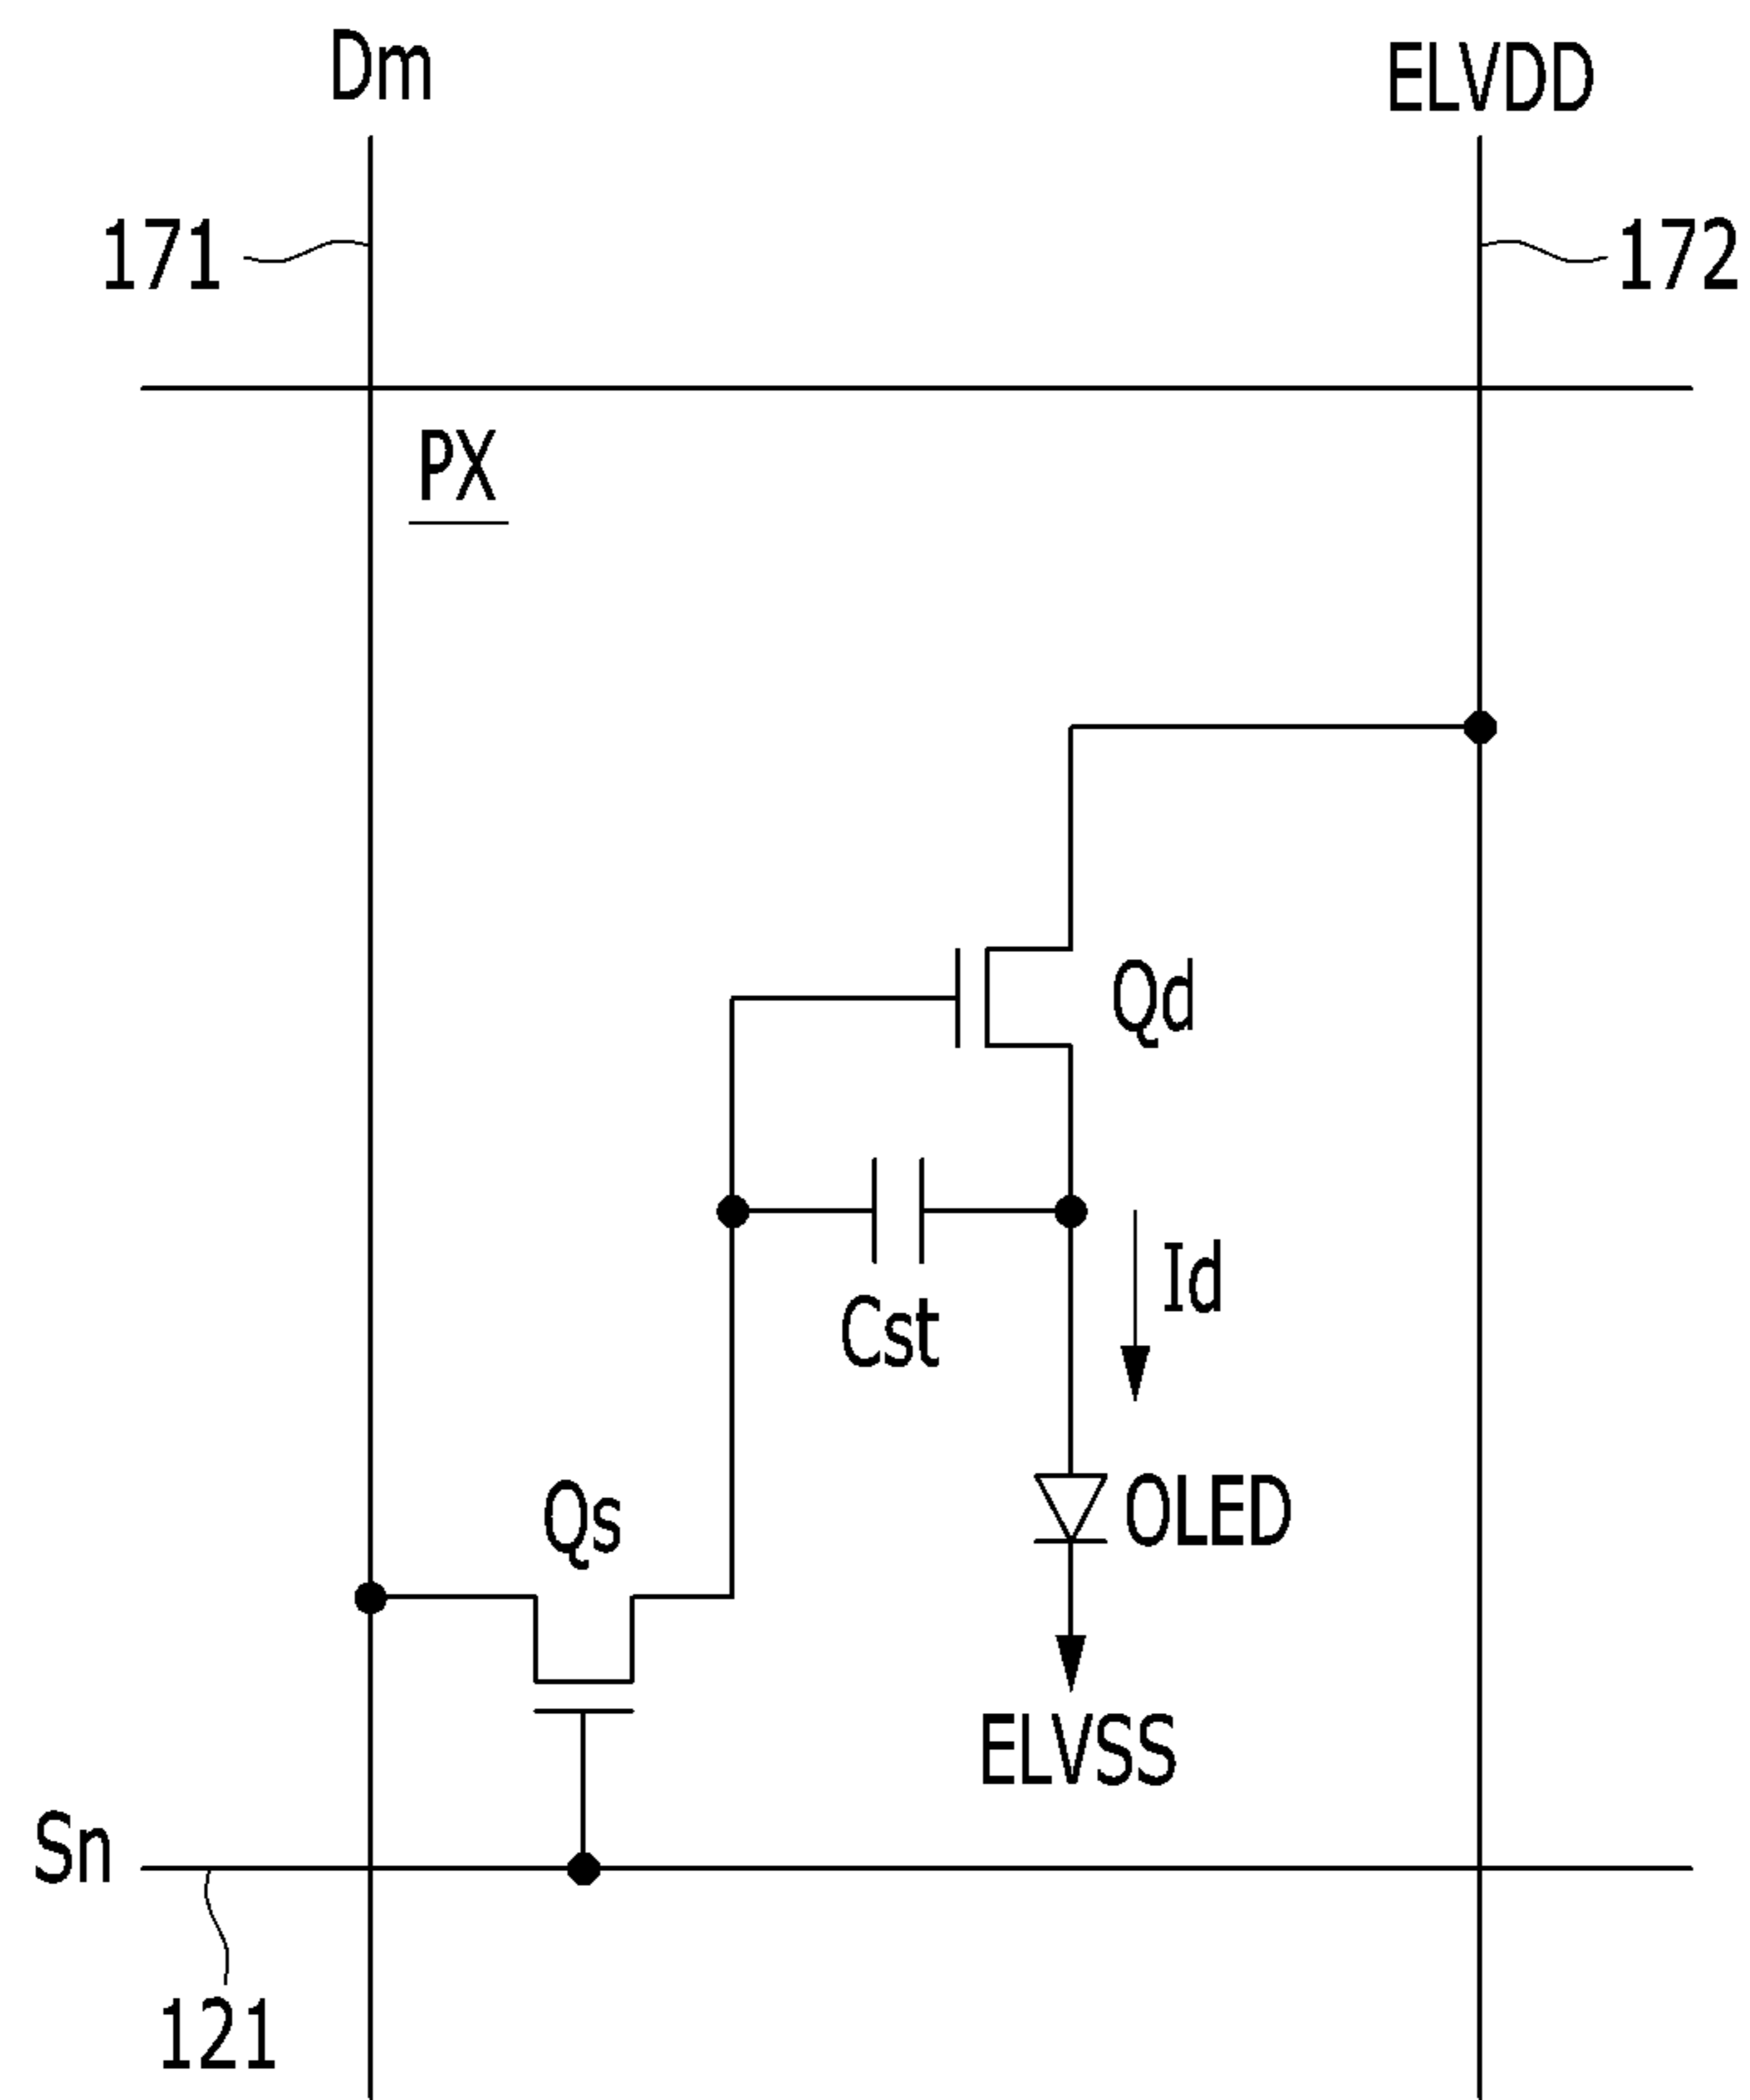 Dm
ELVDD
171
172
PX
Qd
Id
Cst
Qs
OLED
ELVSS
Sn
121